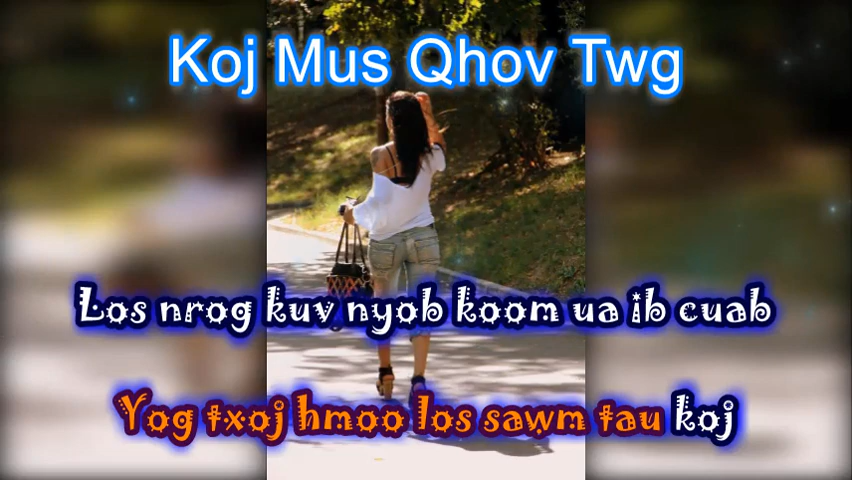 Koj Mus Qhov Twg
Los nrog kuv nyob koom ua ib cuab
Yog txoj hmoo los sawm tau koj